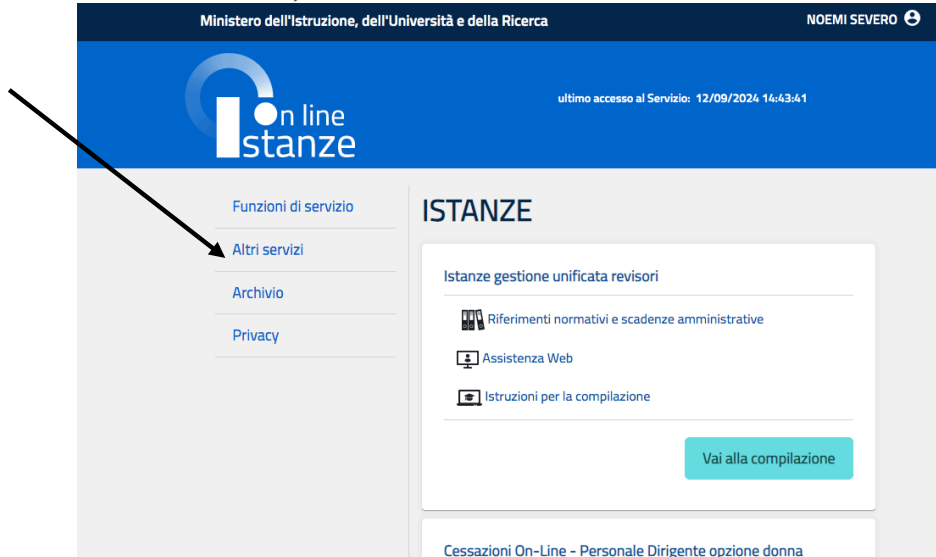 Ministero dell'Istruzione, dell'Università e della Ricerca
NOEMI SEVERO
On line
Istanze
ultimo accesso al Servizio: 12/09/2024 14:43:41
Funzioni di servizio
Altri servizi
Archivio
Privacy
ISTANZE
Istanze gestione unificata revisori
Riferimenti normativi e scadenze amministrative
Assistenza Web
Istruzioni per la compilazione
Vai alla compilazione
Cessazioni On-Line - Personale Dirigente opzione donna